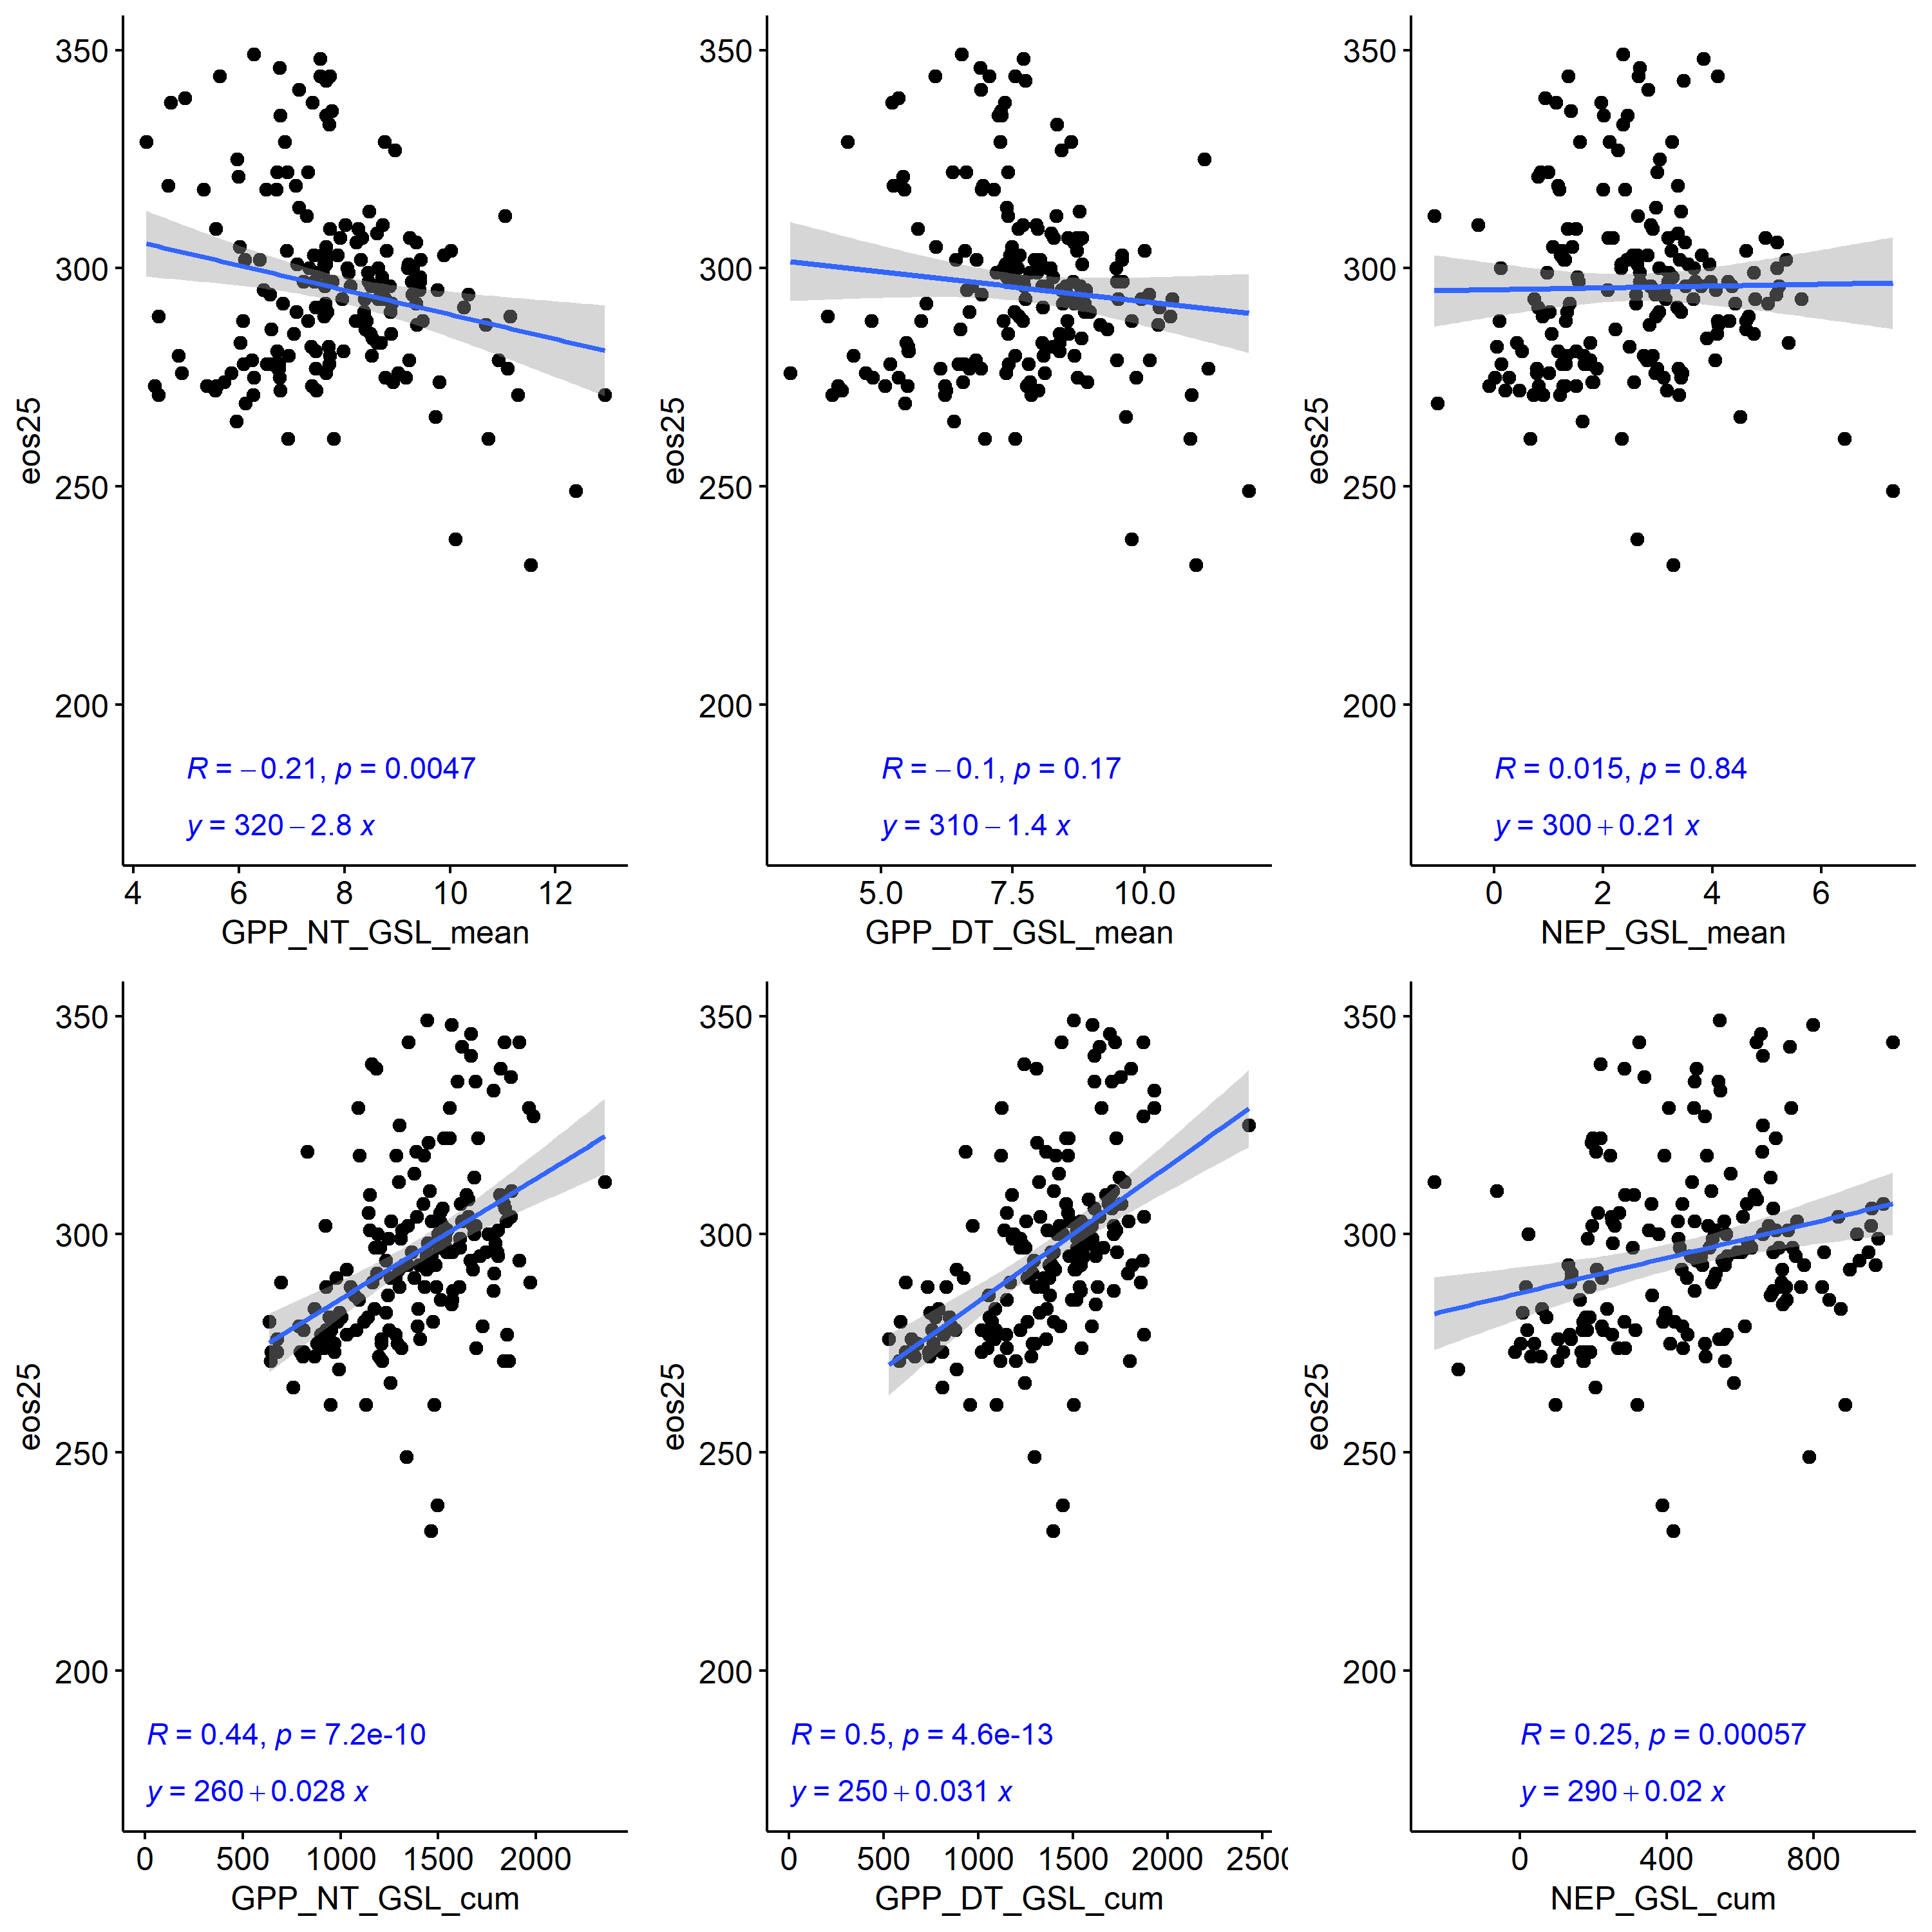 350
300
250
200
eos25
R = −0.21, p = 0.0047
y = 320 − 2.8 x
4 6 8 10 12
GPP_NT_GSL_mean
350
300
250
200
eos25
R = −0.1, p = 0.17
y = 310 − 1.4 x
5.0 7.5 10.0
GPP_DT_GSL_mean
350
300
250
200
eos25
R = 0.015, p = 0.84
y = 300 + 0.21 x
0 2 4 6
NEP_GSL_mean
350
300
250
200
eos25
R = 0.44, p = 7.2e-10
y = 260 + 0.028 x
0 500 1000 1500 2000
GPP_NT_GSL_cum
350
300
250
200
eos25
R = 0.5, p = 4.6e-13
y = 250 + 0.031 x
0 500 1000 1500 2000 2500
GPP_DT_GSL_cum
350
300
250
200
eos25
R = 0.25, p = 0.00057
y = 290 + 0.02 x
0 400 800
NEP_GSL_cum